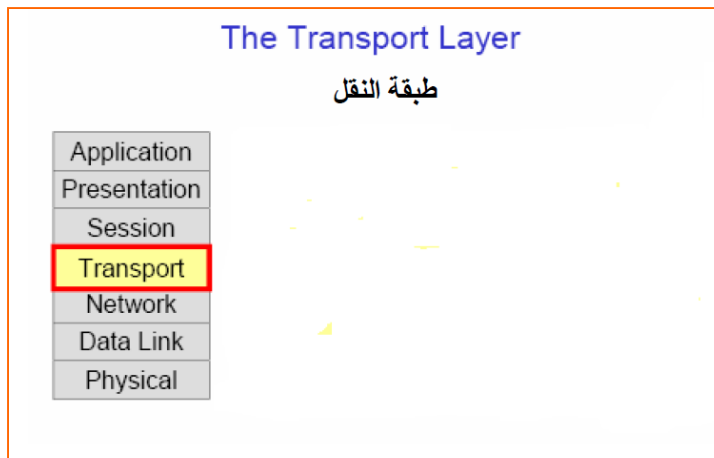 The Transport Layer
طبقة النقل
Application
Presentation
Session
Transport
Network
Data Link
Physical